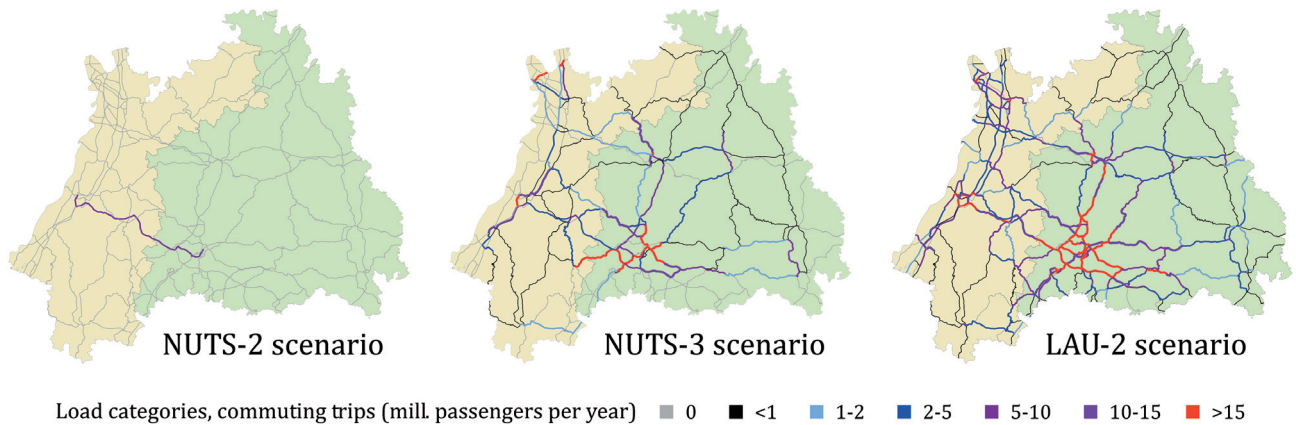 NUTS-2 scenario
NUTS-3 scenario
LAU-2 scenario
Load categories, commuting trips (mill. passengers per year) 0 <1 1-2 2-5 5-10 10-15 >15